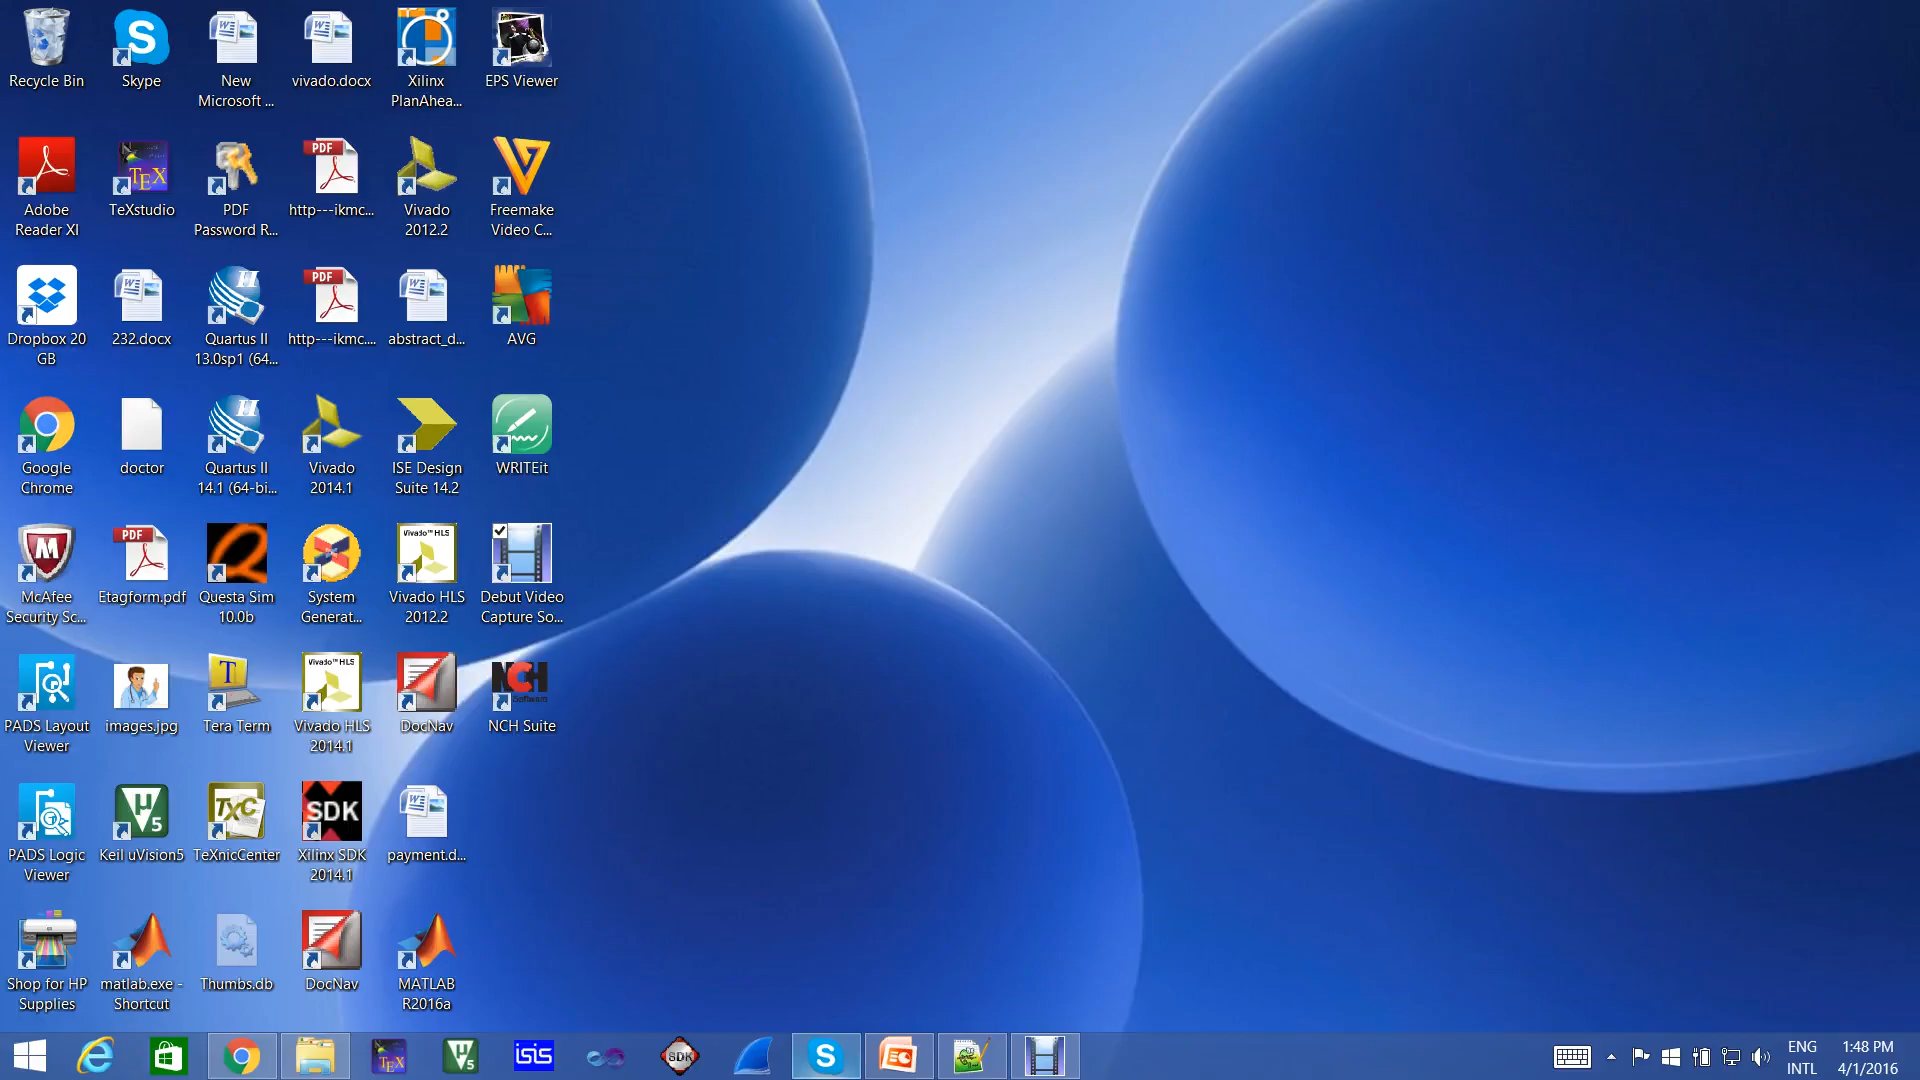 Recycle Bin
Skype
New
Microsoft ...
vivado.docx
Xilinx
PlanAhea...
EPS Viewer
Adobe
Reader XI
TeXstudio
PDF
Password R...
http---ikmc...
Vivado
2012.2
Freemake
Video C...
Dropbox 20
GB
232.docx
Quartus II
13.0sp1 (64...
http---ikmc....
abstract_d...
AVG
Google
Chrome
doctor
Quartus II
14.1 (64-bi...
Vivado
2014.1
ISE Design
Suite 14.2
WRITEit
McAfee
Security Sc...
Etagform.pdf
Questa Sim
10.0b
System
Generat...
Vivado HLS
2012.2
Debut Video
Capture So...
PADS Layout
Viewer
images.jpg
Tera Term
Vivado HLS
2014.1
DocNav
NCH Suite
PADS Logic
Viewer
Keil uVision5
TeXnicCenter
Xilinx SDK
2014.1
payment.d...
Shop for HP
Supplies
matlab.exe -
Shortcut
Thumbs.db
DocNav
MATLAB
R2016a
ENG
INTL
1:48 PM
4/1/2016